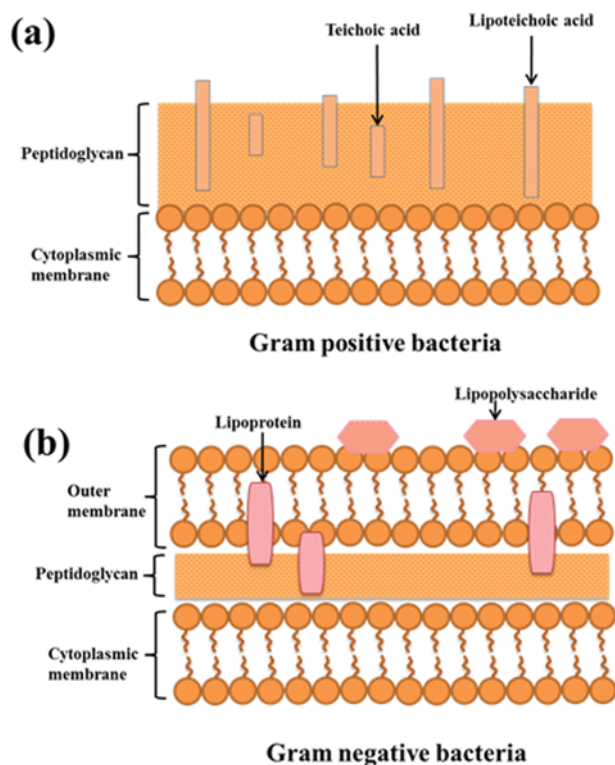 (a)
Teichoic acid
Lipoteichoic acid
Peptidoglycan
Cytoplasmic
membrane
Gram positive bacteria
(b)
Lipoprotein
Lipopolysaccharide
Outer
membrane
Peptidoglycan
Cytoplasmic
membrane
Gram negative bacteria